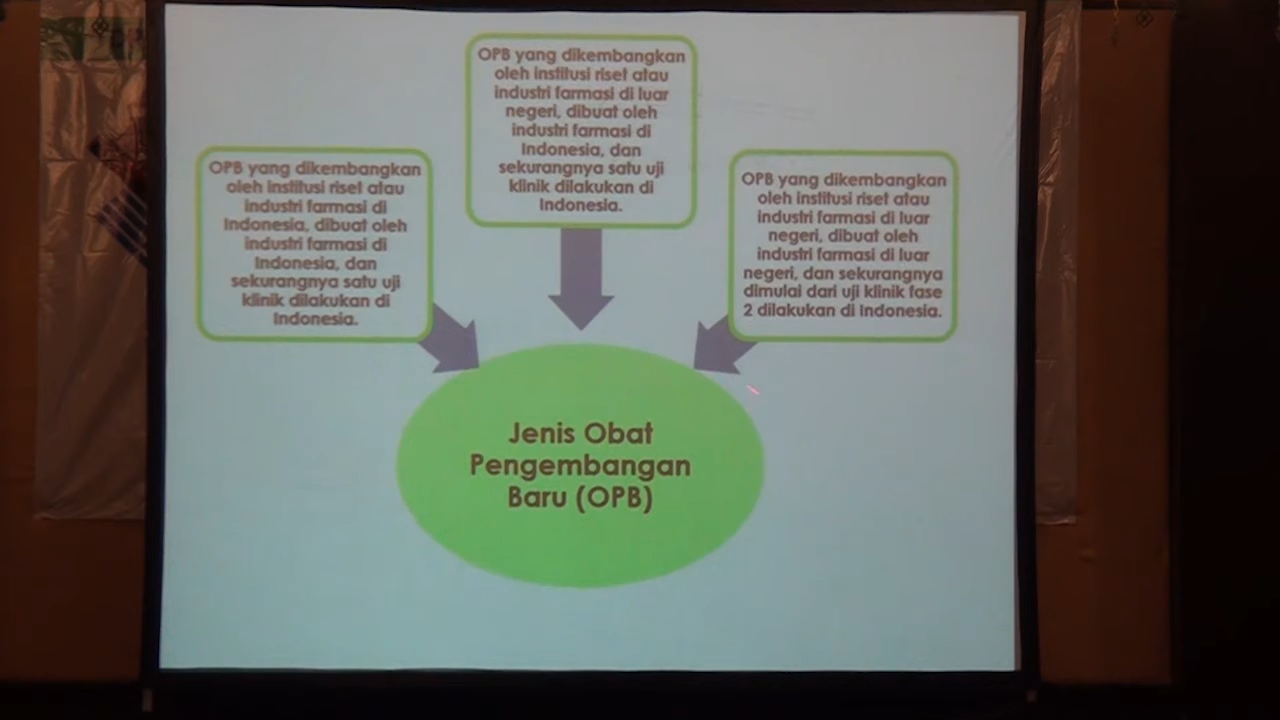 OPB yang dikembangkan
oleh institusi riset atau
industri farmasi di
Indonesia, dibuat oleh
industri farmasi di
Indonesia, dan
sekurangnya satu uji
klinik dilakukan di
Indonesia.
OPB yang dikembangkan
oleh institusi riset atau
industri farmasi di luar
negeri, dibuat oleh
industri farmasi di
Indonesia, dan
sekurangnya satu uji
klinik dilakukan di
Indonesia.
OPB yang dikembangkan
oleh institusi riset atau
industri farmasi di luar
negeri, dibuat oleh
industri farmasi di luar
negeri, dan sekurangnya
dimulai dari uji klinik fase
2 dilakukan di Indonesia.
Jenis Obat
Pengembangan
Baru (OPB)